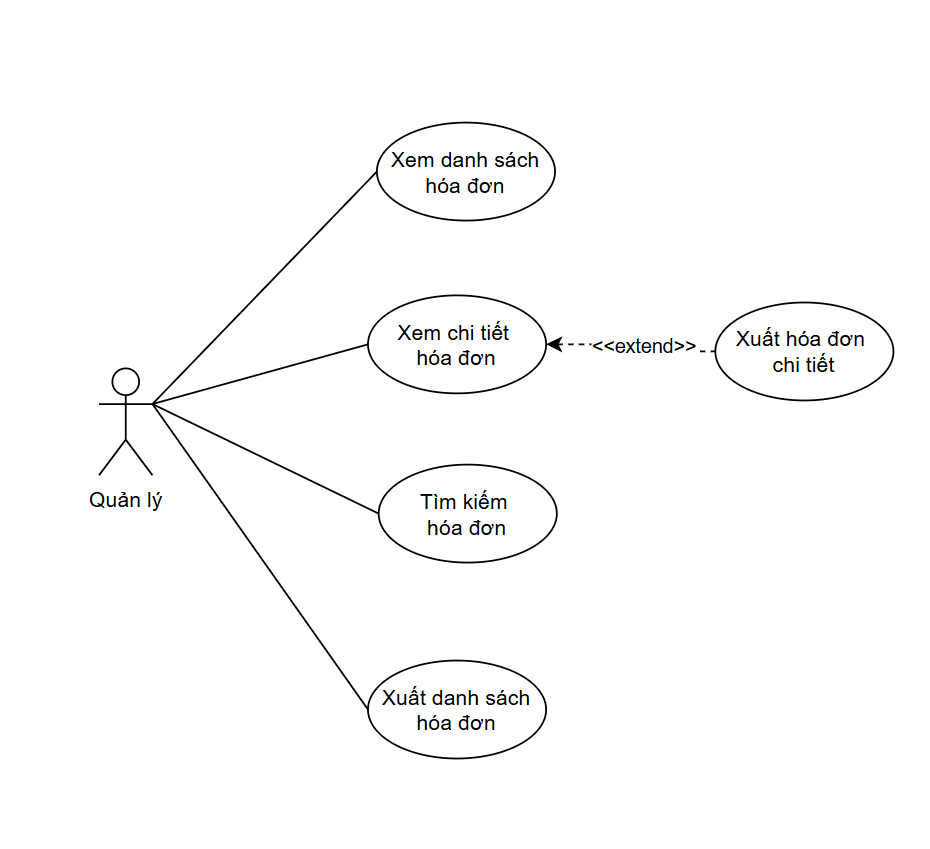 Xem danh sách
hóa đơn
Xem chi tiết
hóa đơn
<<extend>>
Xuất hóa đơn
chi tiết
Quản lý
Tìm kiếm
hóa đơn
Xuất danh sách
hóa đơn